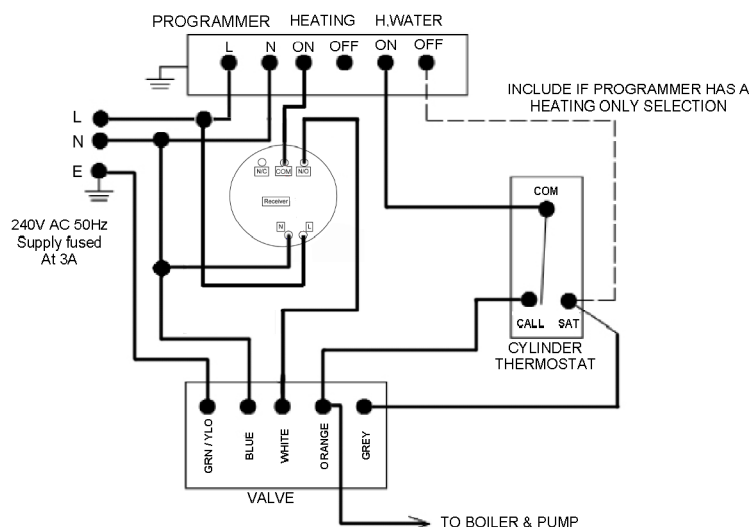 PROGRAMMER HEATING H,WATER
L N ON OFF ON OFF
INCLUDE IF PROGRAMMER HAS A
HEATING ONLY SELECTION
L
N
E
N/C COM N/O
Receiver
N L
240V AC 50Hz
Supply fused
At 3A
COM
CALL SAT
CYLINDER
THERMOSTAT
GRN / YLO
BLUE
WHITE
ORANGE
GREY
VALVE
TO BOILER & PUMP